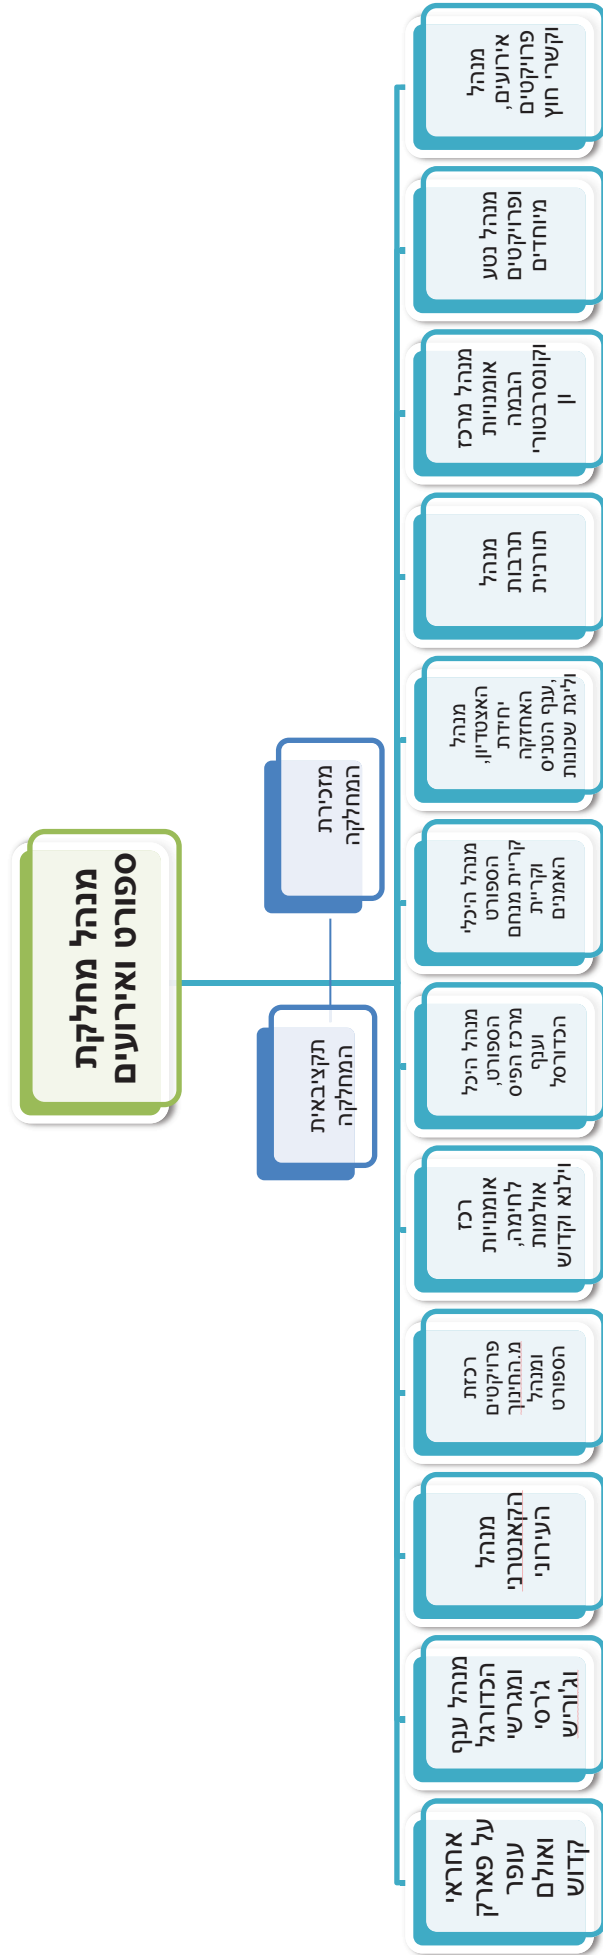 מנהל מחלקת
ספורט ואירועים
מזכירת
המחלקה
תקציבאית
המחלקה
מנהל
אירועים,
פרויקטים
וקשרי חוץ
מנהל נטע
ופרויקטים
מיוחדים
מנהל מרכז
אומנויות
הבמה
וקונסרבטורי
ון
מנהל
תרבות
תורנית
מנהל
האצטדיון,
יחידת
האחזקה
,ענף הטניס
וליגת שכונות
מנהל היכלי
הספורט
קריית מנחם
וקריית
האמנים
מנהל היכל
הספורט,
מרכז הפיס
וענף
הכדורסל
רכז
אומנויות
לחימה,
אולמות
וילנא וקדוש
רכזת
פרויקטים
מ.החינוך
ומנהל
הספורט
מנהל
הקאנטרני
העירוני
מנהל ענף
הכדורגל
ומגרשי
ג'רסי
וג'וריש
אחראי
על פארק
עופר
ואולם
קדוש